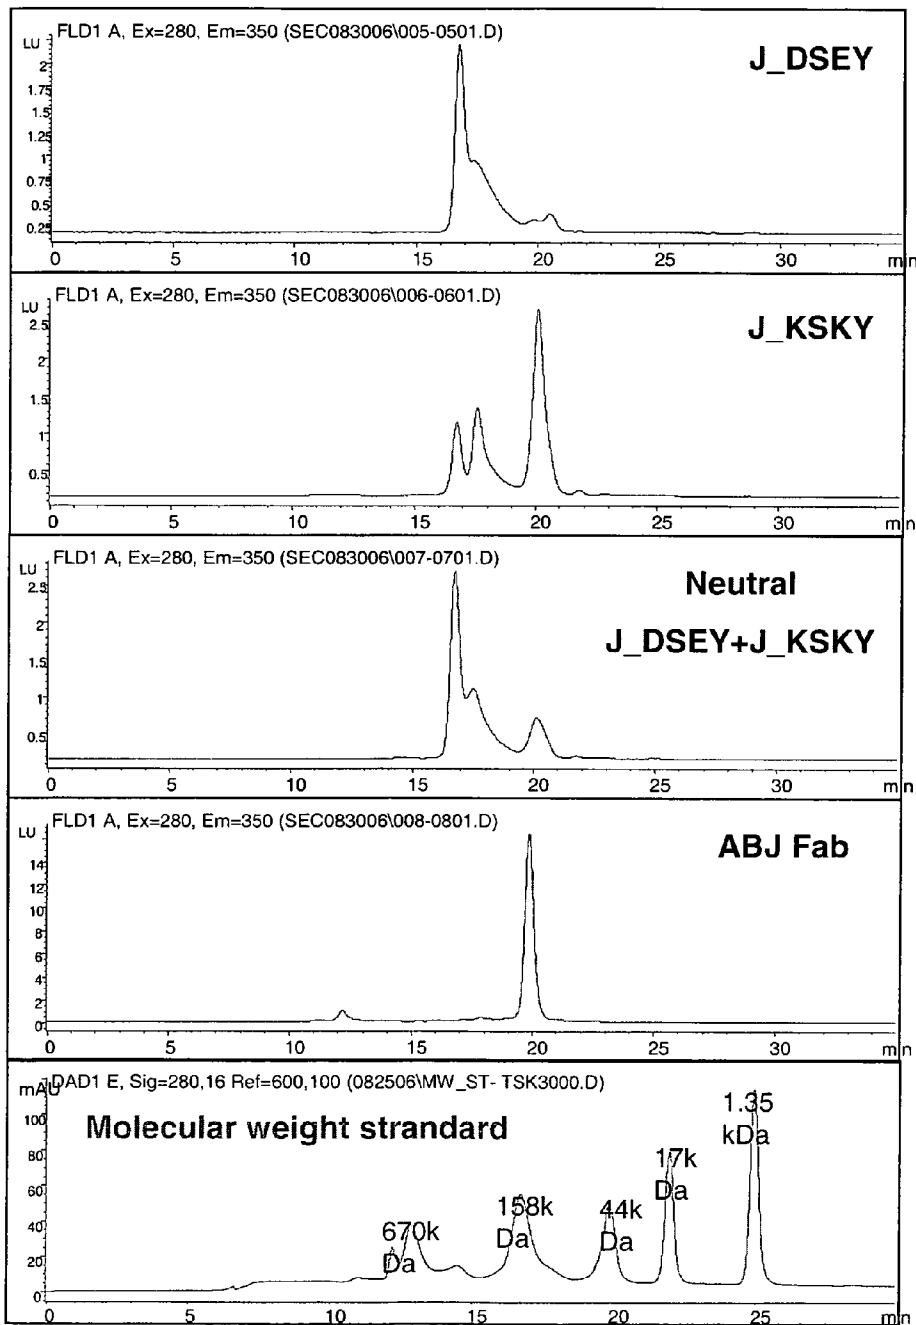 FLD1 A, Ex=280, Em=350 (SEC083006\005-0501.D)
LU
J_DSEY
2
1.75
1.5
1.25
1
0.75
0.5
0.25
0 5 10 15 20 25 30 min
FLD1 A, Ex=280, Em=350 (SEC083006\006-0601.D)
LU
J_KSKY
2.5
2
1.5
1
0.5
0 5 10 15 20 25 30 min
FLD1 A, Ex=280, Em=350 (SEC083006\007-0701.D)
LU
Neutral
2.5
J_DSEY+J_KSKY
2
1.5
1
0.5
0 5 10 15 20 25 30 min
FLD1 A, Ex=280, Em=350 (SEC083006\008-0801.D)
LU
ABJ Fab
14
12
10
8
6
4
2
0
0 5 10 15 20 25 30 min
DAD1 E, Sig=280,16 Ref=600,100 (082506\MW_ST- TSK3000.D)
mAU
Molecular weight strandard
100
80
60
40
20
0
1.35
kDa
17k
Da
158k
Da
44k
Da
670k
Da
0 5 10 15 20 25 min